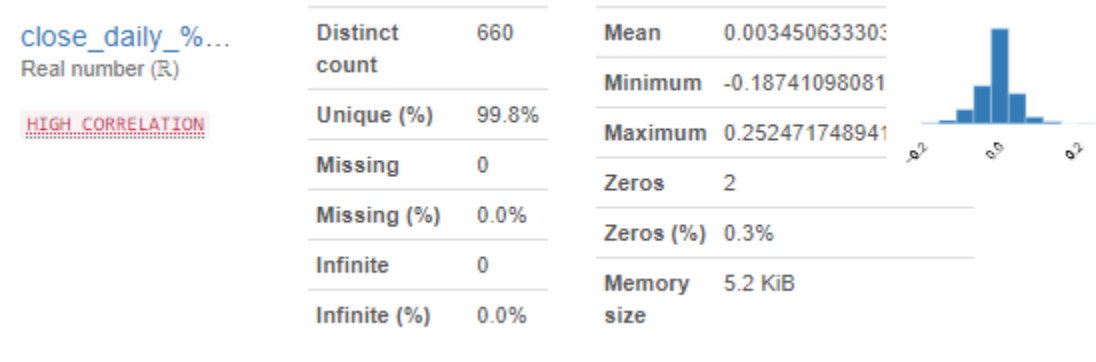 close_daily_%...
Real number (ℝ)
HIGH CORRELATION
Distinct count 660
Unique (%) 99.8%
Missing 0
Missing (%) 0.0%
Infinite 0
Infinite (%) 0.0%
Mean 0.003450633303
Minimum -0.18741098081
Maximum 0.252471748941
Zeros 2
Zeros (%) 0.3%
Memory size 5.2 KiB
-0.2 0.0 0.2